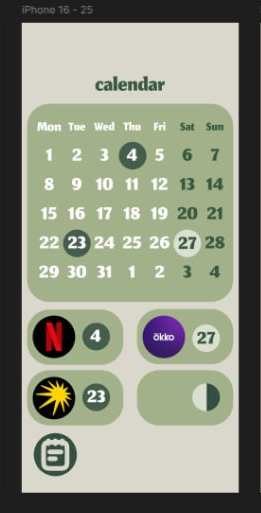 iPhone 16 - 25
calendar
Mon Tue Wed Thu Fri Sat Sun
1 2 3 4 5 6 7
8 9 10 11 12 13 14
15 16 17 18 19 20 21
22 23 24 25 26 27 28
29 30 31 1 2 3 4
N 4 ōkko 27
23